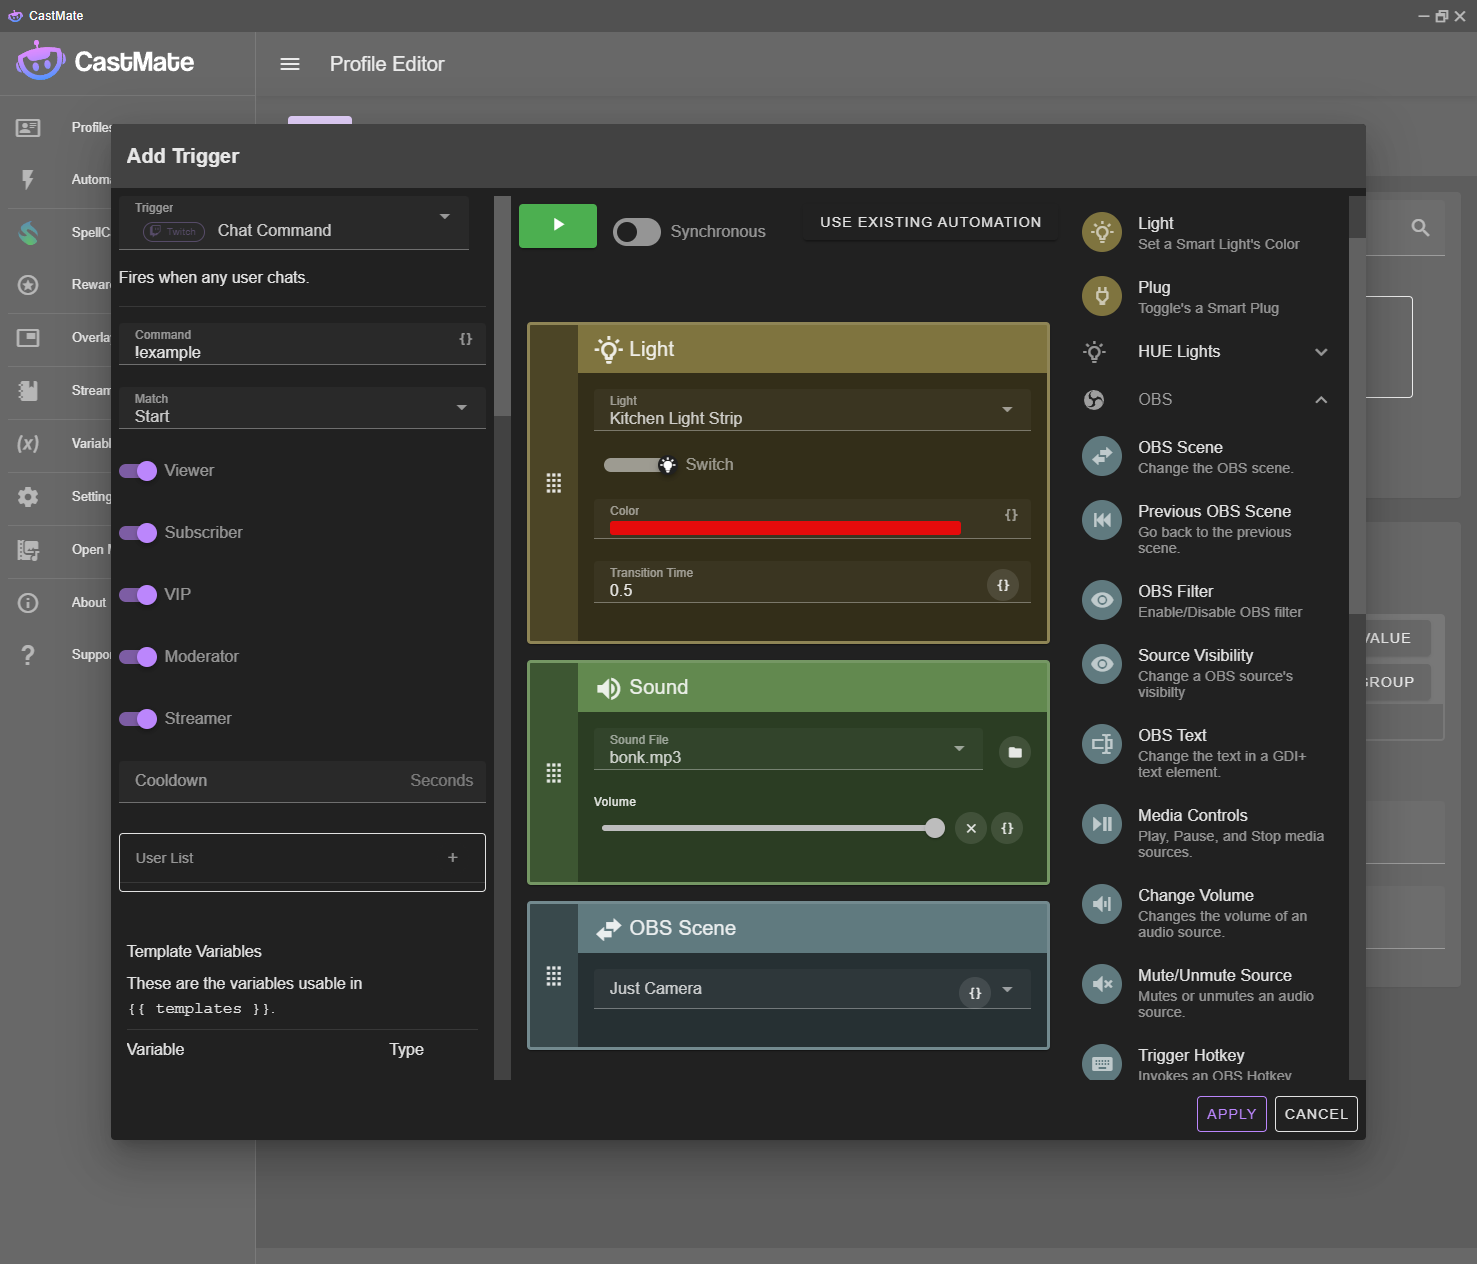 CastMate
CastMate
Profile Editor
Profiles
Add Trigger
Trigger
Twitch
Chat Command
Fires when any user chats.
Command
!example
{}
Match
Start
Viewer
Subscriber
VIP
Moderator
Streamer
Cooldown
Seconds
User List
+
Template Variables
These are the variables usable in
{{ templates }}.
Variable
Type
Synchronous
USE EXISTING AUTOMATION
Light
Light
Kitchen Light Strip
Switch
Color
{}
Transition Time
0.5
{}
Sound
Sound File
bonk.mp3
Volume
{}
OBS Scene
Just Camera
{}
Light
Set a Smart Light's Color
Plug
Toggle's a Smart Plug
HUE Lights
OBS
OBS Scene
Change the OBS scene.
Previous OBS Scene
Go back to the previous
scene.
OBS Filter
Enable/Disable OBS filter
Source Visibility
Change a OBS source's
visibilty
OBS Text
Change the text in a GDI+
text element.
Media Controls
Play, Pause, and Stop media
sources.
Change Volume
Changes the volume of an
audio source.
Mute/Unmute Source
Mutes or unmutes an audio
source.
Trigger Hotkey
Invokes an OBS Hotkey
APPLY
CANCEL
Autom
SpellC
Rewar
Overla
Stream
(x)
Variabl
Setting
Open
About
Suppo
VALUE
GROUP